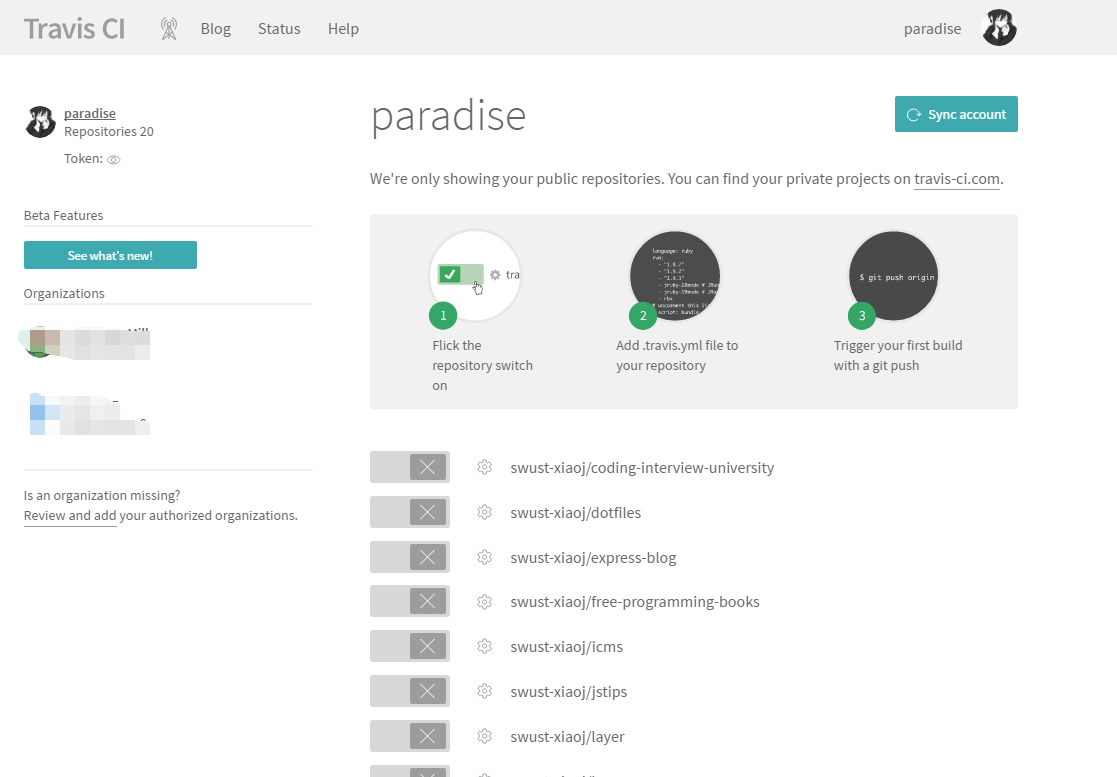 Travis CI
Blog
Status
Help
paradise
paradise
Repositories 20
Token:
Beta Features
See what's new!
Organizations
Is an organization missing?
Review and add your authorized organizations.
paradise
Sync account
We're only showing your public repositories. You can find your private projects on travis-ci.com.
tra
1
Flick the
repository switch
on
language: ruby
rvm:
- "1.8.7"
- "1.9.2"
- "1.9.3"
- jruby-18mode # JRu
- jruby-19mode # JRu
- rbx
# uncomment this li
script: bundle
2
Add .travis.yml file to
your repository
$ git push origin
3
Trigger your first build
with a git push
swust-xiaoj/coding-interview-university
swust-xiaoj/dotfiles
swust-xiaoj/express-blog
swust-xiaoj/free-programming-books
swust-xiaoj/icms
swust-xiaoj/jstips
swust-xiaoj/layer